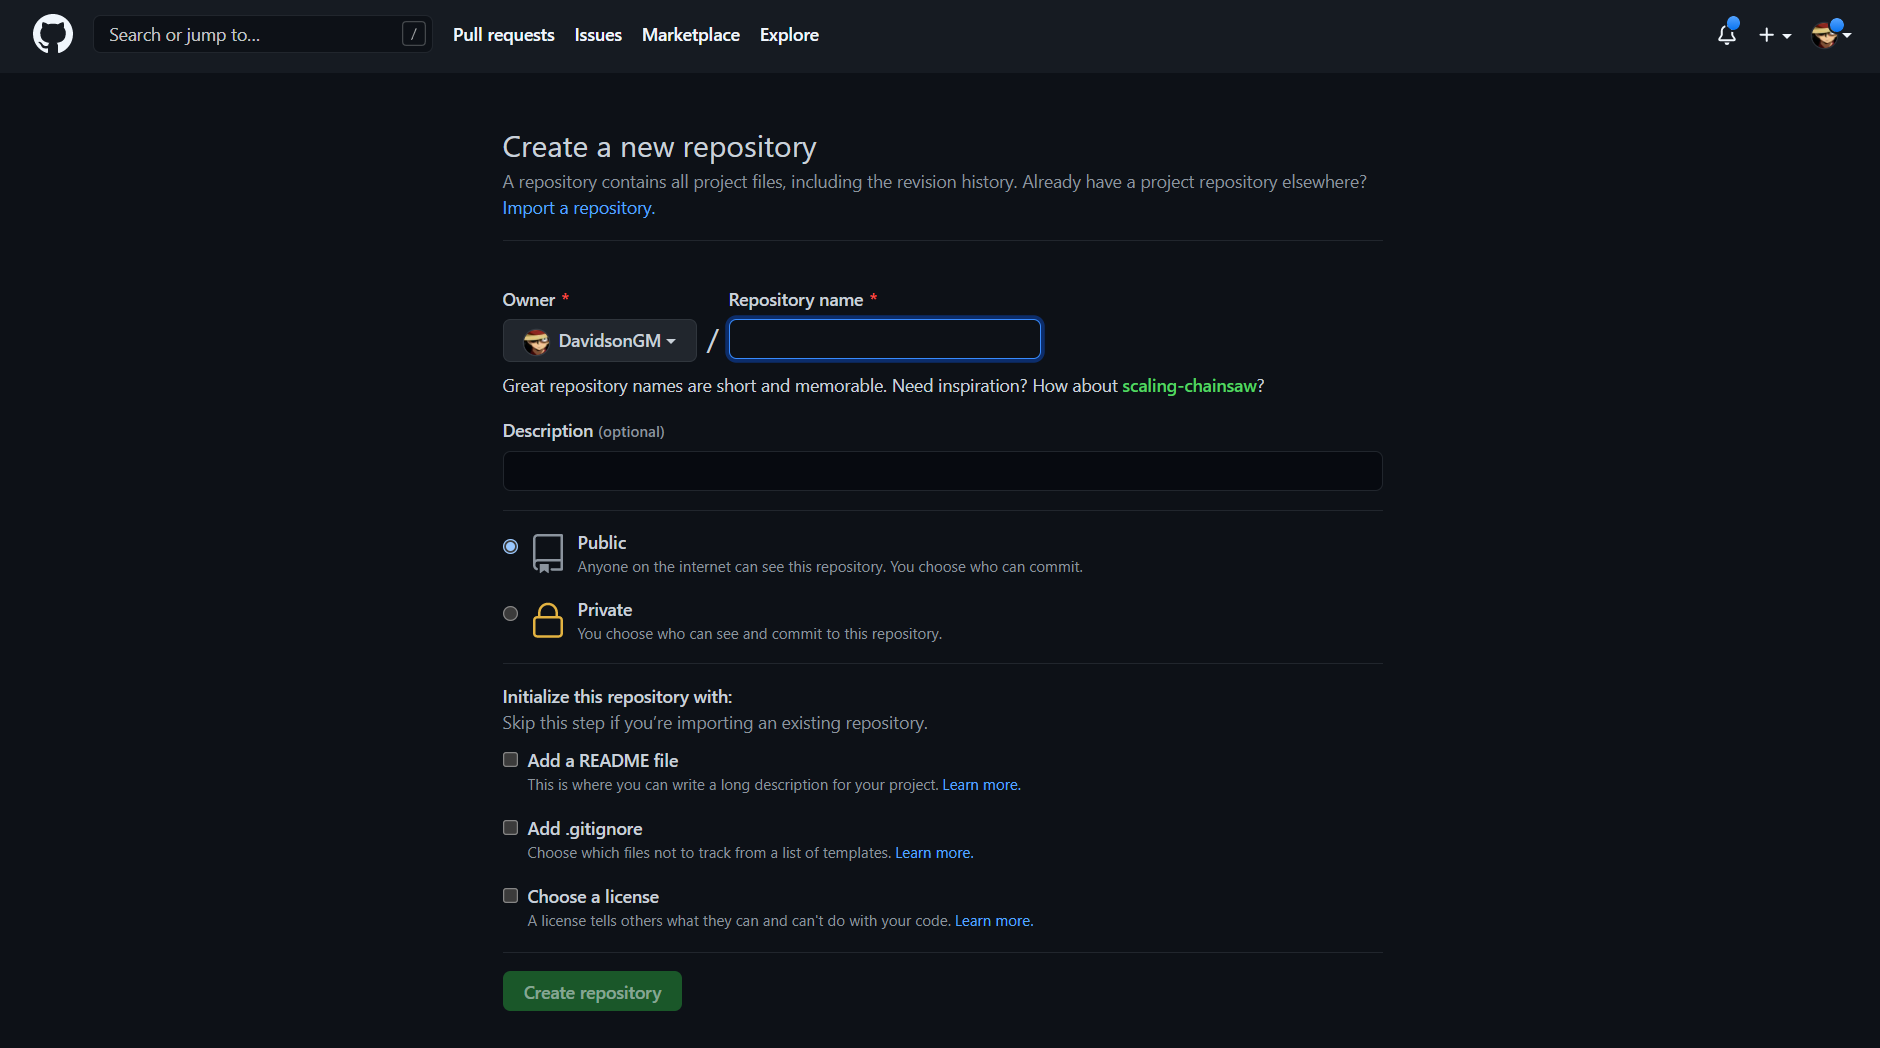 Search or jump to... / Pull requests Issues Marketplace Explore
Create a new repository
A repository contains all project files, including the revision history. Already have a project repository elsewhere?
Import a repository.
Owner * Repository name *
DavidsonGM /
Great repository names are short and memorable. Need inspiration? How about scaling-chainsaw?
Description (optional)
Public
Anyone on the internet can see this repository. You choose who can commit.
Private
You choose who can see and commit to this repository.
Initialize this repository with:
Skip this step if you’re importing an existing repository.
Add a README file
This is where you can write a long description for your project. Learn more.
Add .gitignore
Choose which files not to track from a list of templates. Learn more.
Choose a license
A license tells others what they can and can't do with your code. Learn more.
Create repository